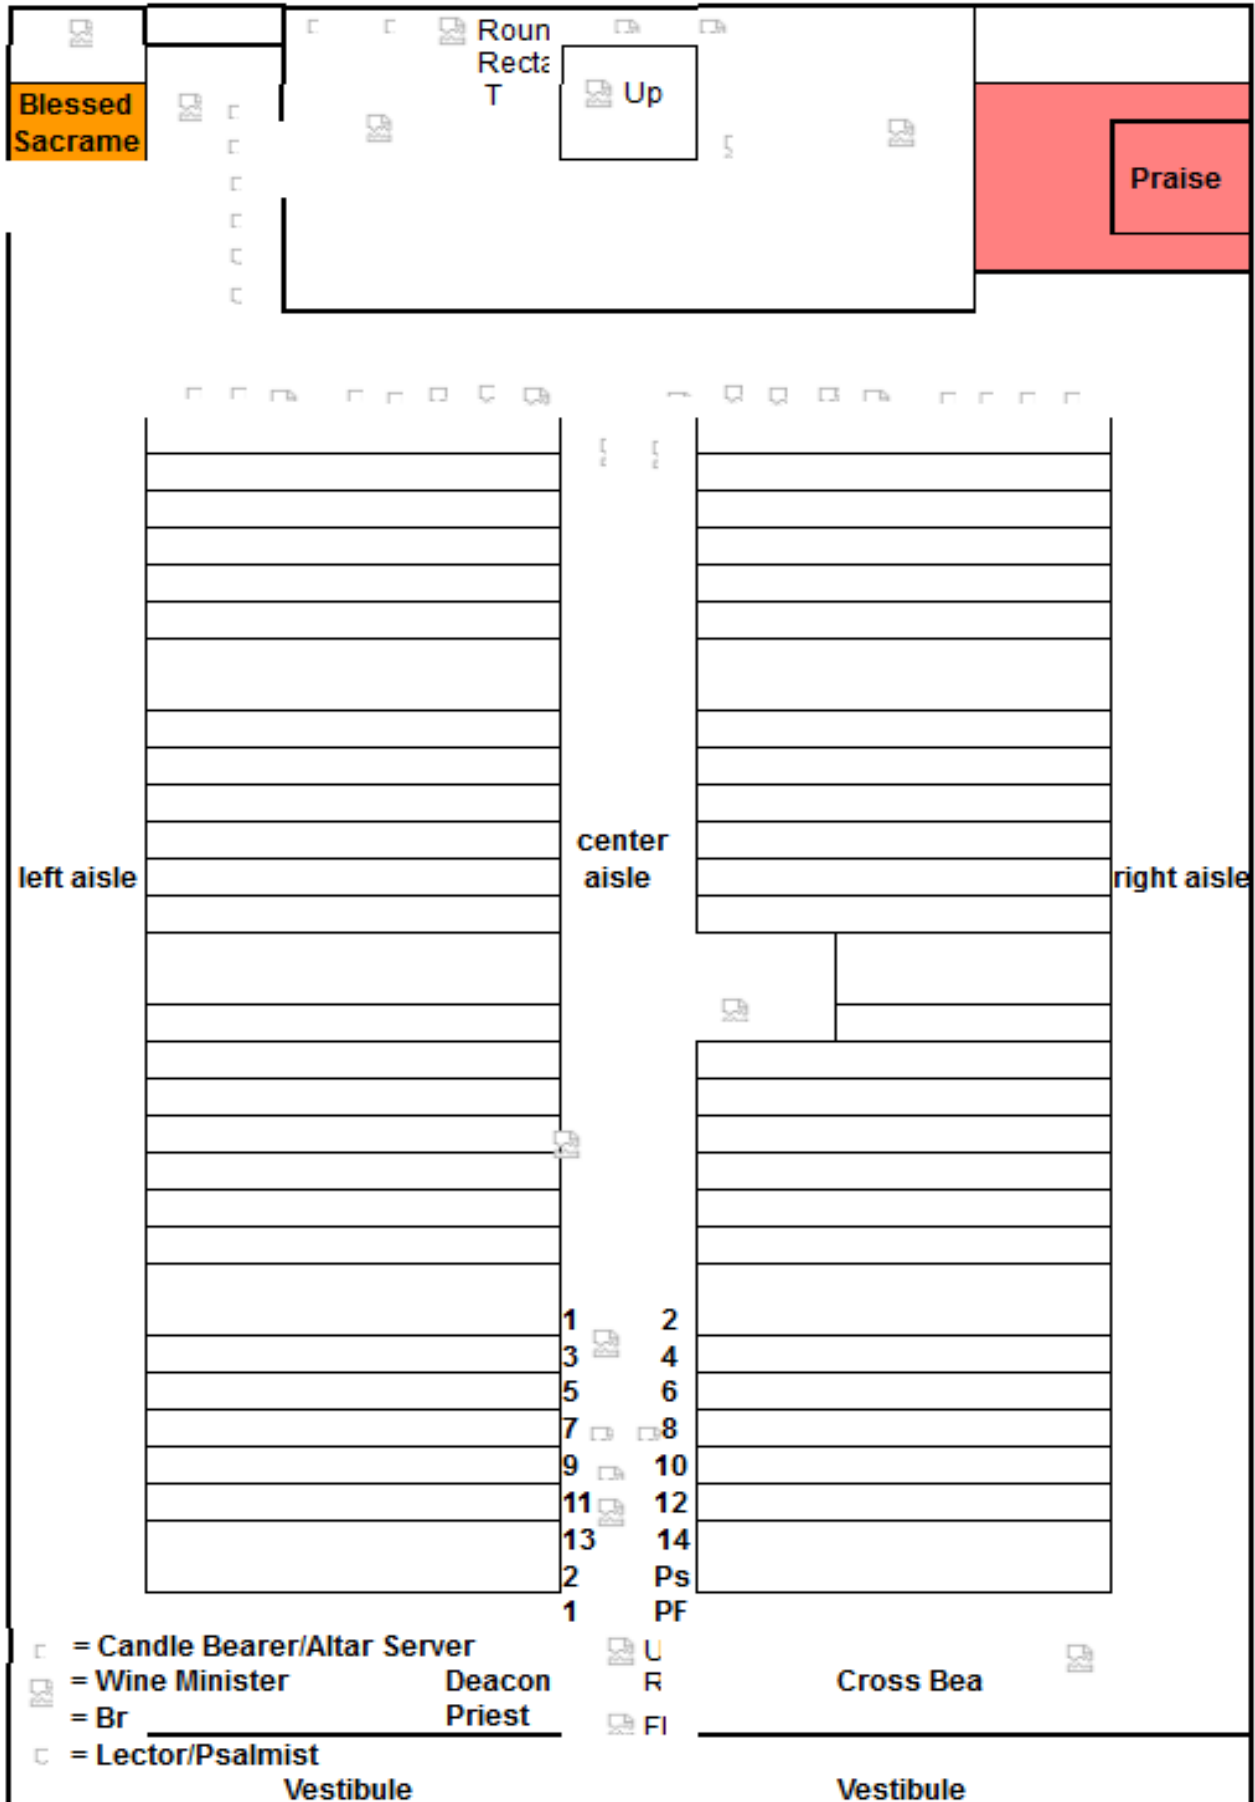 Roun
Recta
T
Up
Blessed
Sacrame
Praise
center
aisle
left aisle
right aisle
1 2
3 4
5 6
7 8
9 10
11 12
13 14
2 Ps
1 PF
= Candle Bearer/Altar Server
U
= Wine Minister
Deacon
R
Cross Bea
= Br
Priest
Fl
= Lector/Psalmist
Vestibule
Vestibule